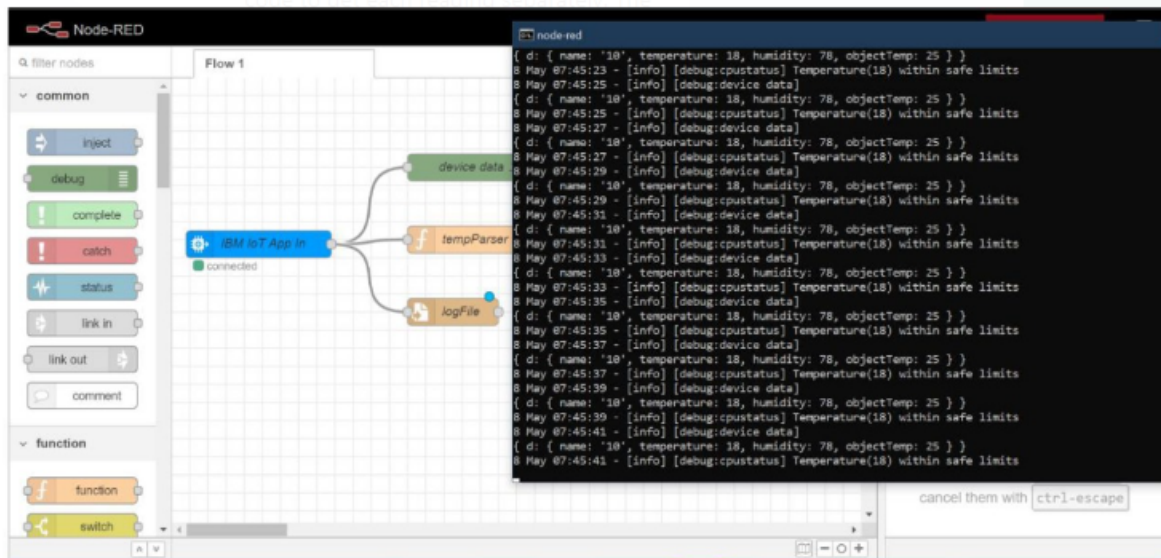 Node-RED
filter nodes
common
inject
debug
complete
catch
status
link in
link out
comment
function
function
switch
Flow 1
IBM IoT App In
connected
device data
tempParser
logFile
node-red
{ d: { name: '10', temperature: 18, humidity: 78, objectTemp: 25 } }
8 May 07:45:23 - [info] [debug:cpustatus] Temperature(18) within safe limits
8 May 07:45:25 - [info] [debug:device data]
{ d: { name: '10', temperature: 18, humidity: 78, objectTemp: 25 } }
8 May 07:45:25 - [info] [debug:cpustatus] Temperature(18) within safe limits
8 May 07:45:27 - [info] [debug:device data]
{ d: { name: '10', temperature: 18, humidity: 78, objectTemp: 25 } }
8 May 07:45:27 - [info] [debug:cpustatus] Temperature(18) within safe limits
8 May 07:45:29 - [info] [debug:device data]
{ d: { name: '10', temperature: 18, humidity: 78, objectTemp: 25 } }
8 May 07:45:29 - [info] [debug:cpustatus] Temperature(18) within safe limits
8 May 07:45:31 - [info] [debug:device data]
{ d: { name: '10', temperature: 18, humidity: 78, objectTemp: 25 } }
8 May 07:45:31 - [info] [debug:cpustatus] Temperature(18) within safe limits
8 May 07:45:33 - [info] [debug:device data]
{ d: { name: '10', temperature: 18, humidity: 78, objectTemp: 25 } }
8 May 07:45:33 - [info] [debug:cpustatus] Temperature(18) within safe limits
8 May 07:45:35 - [info] [debug:device data]
{ d: { name: '10', temperature: 18, humidity: 78, objectTemp: 25 } }
8 May 07:45:35 - [info] [debug:cpustatus] Temperature(18) within safe limits
8 May 07:45:37 - [info] [debug:device data]
{ d: { name: '10', temperature: 18, humidity: 78, objectTemp: 25 } }
8 May 07:45:37 - [info] [debug:cpustatus] Temperature(18) within safe limits
8 May 07:45:39 - [info] [debug:device data]
{ d: { name: '10', temperature: 18, humidity: 78, objectTemp: 25 } }
8 May 07:45:39 - [info] [debug:cpustatus] Temperature(18) within safe limits
8 May 07:45:41 - [info] [debug:device data]
{ d: { name: '10', temperature: 18, humidity: 78, objectTemp: 25 } }
8 May 07:45:41 - [info] [debug:cpustatus] Temperature(18) within safe limits
cancel them with ctrl-escape